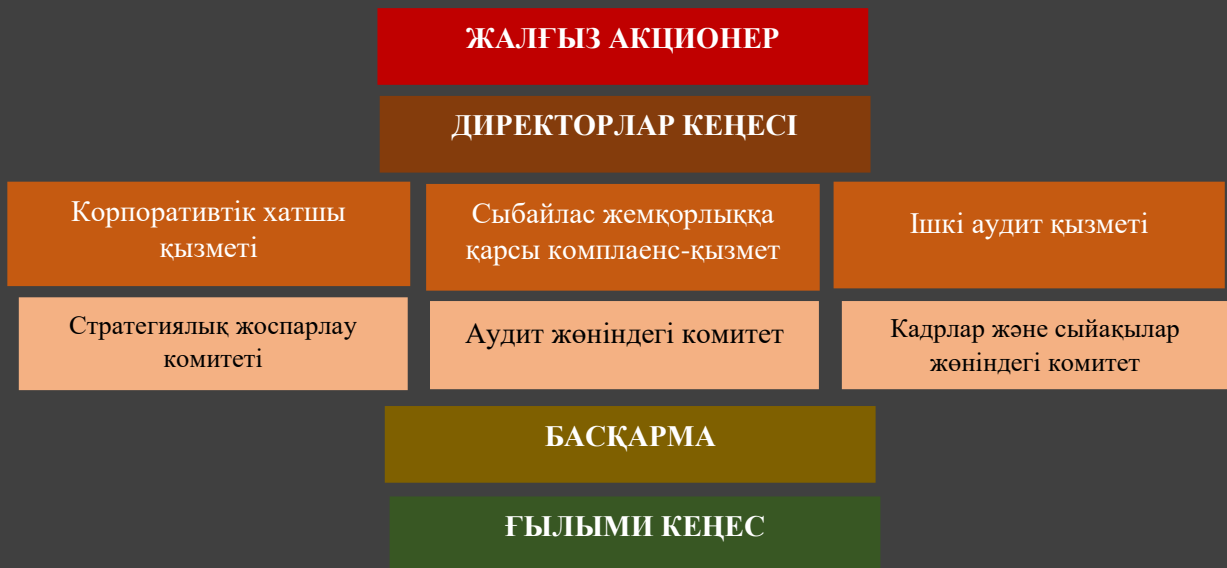 ЖАЛҒЫЗ АКЦИОНЕР
ДИРЕКТОРЛАР КЕҢЕСІ
Корпоративтік хатшы
қызметі
Сыбайлас жемқорлыққа
қарсы комплаенс-қызмет
Ішкі аудит қызметі
Стратегиялық жоспарлау
комитеті
Аудит жөніндегі комитет
Кадрлар және сыйақылар
жөніндегі комитет
БАСҚАРМА
ҒЫЛЫМИ КЕҢЕС